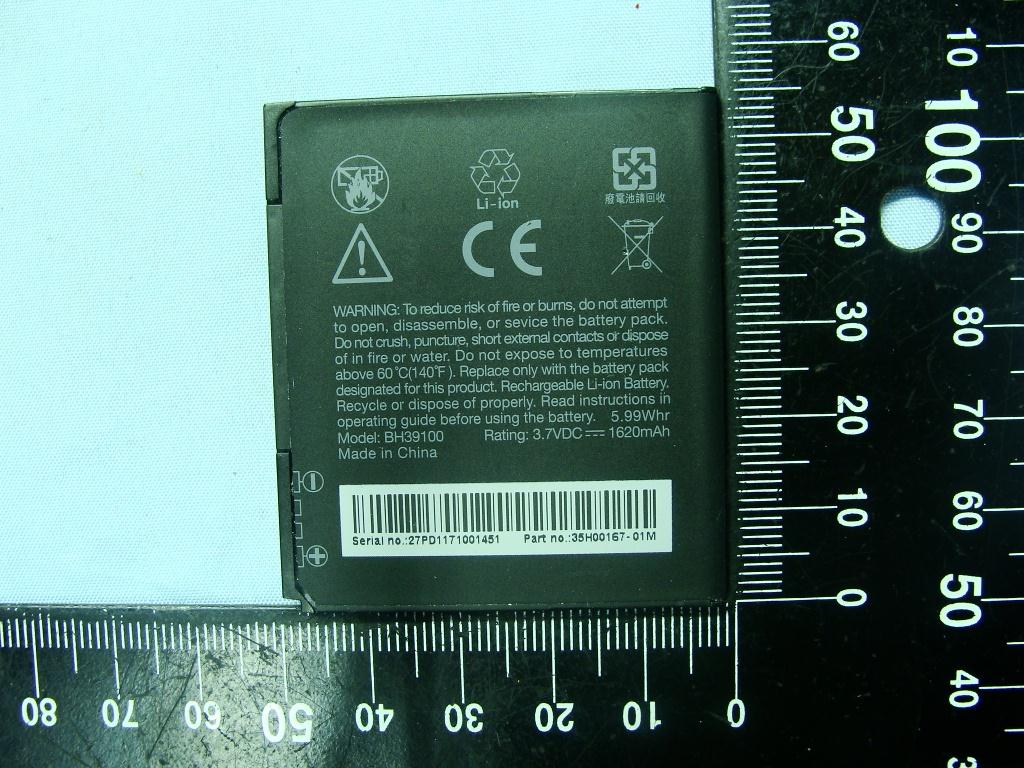 Li-ion
廢電池請回收
CE
WARNING: To reduce risk of fire or burns, do not attempt
to open, disassemble, or sevice the battery pack.
Do not crush, puncture, short external contacts or dispose
of in fire or water. Do not expose to temperatures
above 60°C(140°F). Replace only with the battery pack
designated for this product. Rechargeable Li-ion Battery.
Recycle or dispose of properly. Read instructions in
operating guide before using the battery. 5.99Whr
Model: BH39100 Rating: 3.7VDC⎓ 1620mAh
Made in China
Serial no.:27PD1171001451 Part no.:35H00167-01M
60
50
40
30
20
10
0
10
100
90
80
70
60
50
40
80 70 60 50 40 30 20 10 0